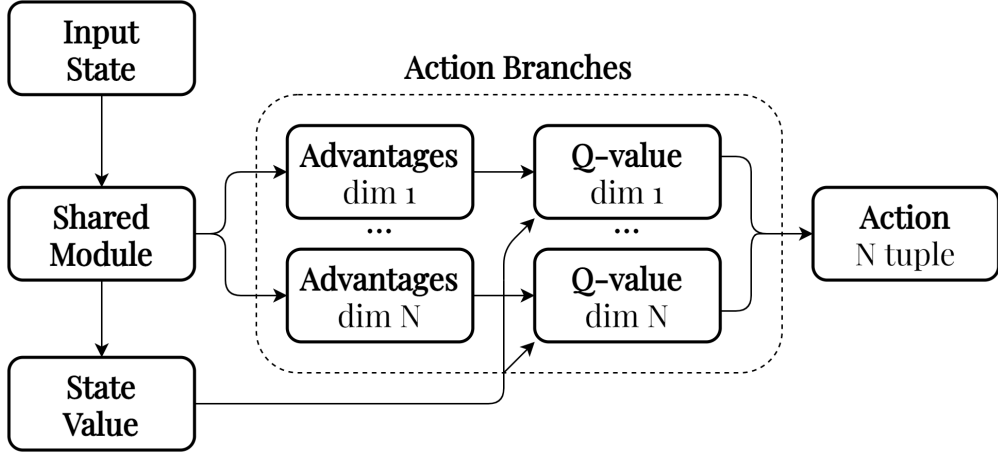 Input
State
Action Branches
Advantages
dim 1
Q-value
dim 1
Shared
Module
...
...
Action
N tuple
Advantages
dim N
Q-value
dim N
State
Value